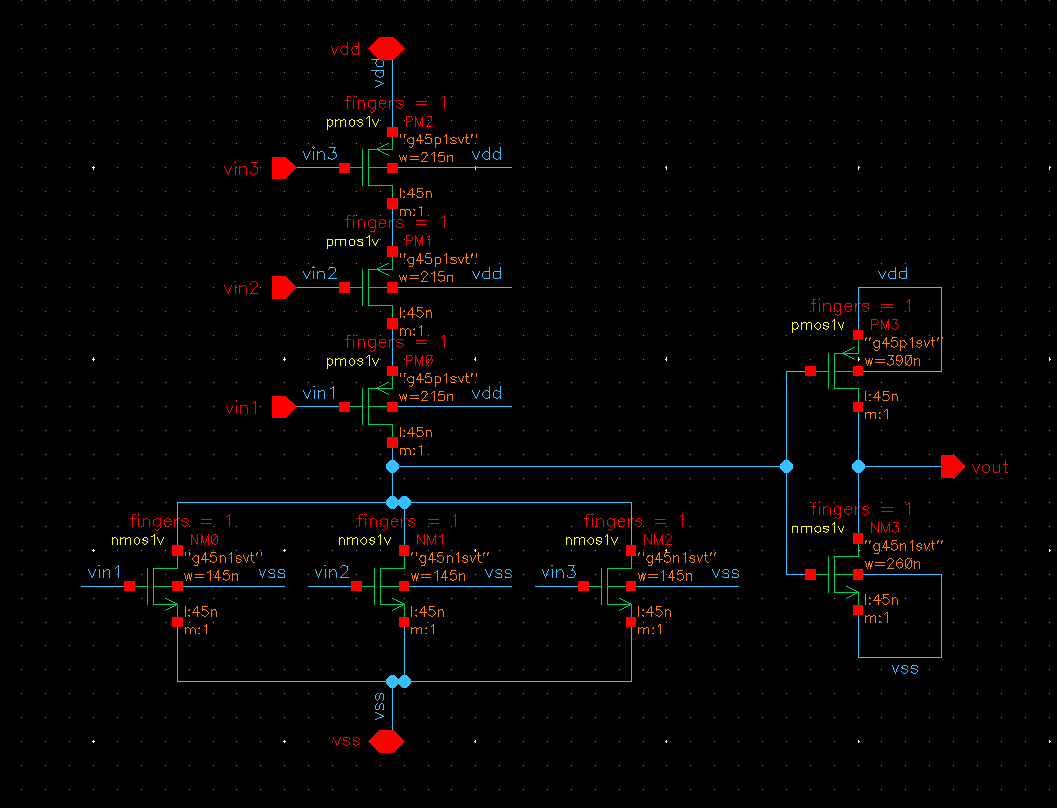 vdd
vdd
fingers = 1
pmos1v PM2
"g45p1svt"
vin3 vin3 w=215n vdd
l:45n
m:1
fingers = 1
pmos1v PM1
"g45p1svt"
vin2 vin2 w=215n vdd
l:45n
m:1
fingers = 1
pmos1v PM0
"g45p1svt"
vin1 vin1 w=215n vdd
l:45n
m:1
vdd
fingers = 1
pmos1v PM3
"g45p1svt"
w=390n
l:45n
m:1
vout
fingers = 1
nmos1v NM0
"g45n1svt"
vin1 w=145n vss
l:45n
m:1
fingers = 1
nmos1v NM1
"g45n1svt"
vin2 w=145n vss
l:45n
m:1
fingers = 1
nmos1v NM2
"g45n1svt"
vin3 w=145n vss
l:45n
m:1
fingers = 1
nmos1v NM3
"g45n1svt"
w=260n
l:45n
m:1
vss
vss
vss